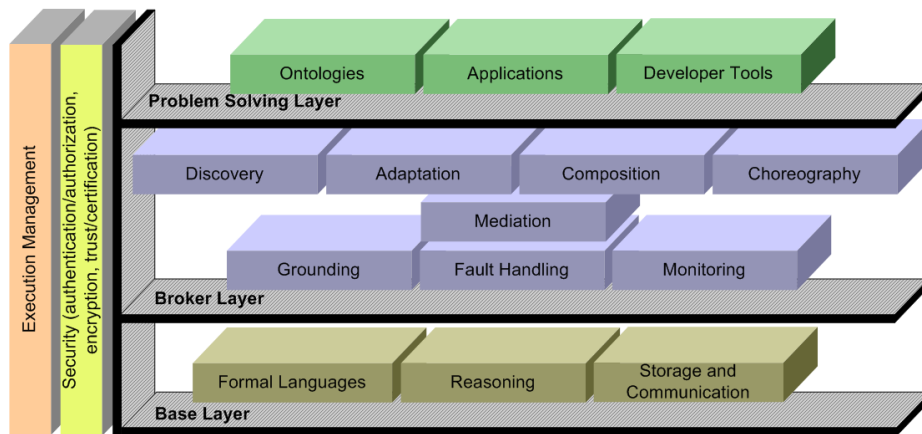 Execution Management
Security (authentication/authorization,
encryption, trust/certification)
Ontologies
Applications
Developer Tools
Problem Solving Layer
Discovery
Adaptation
Composition
Choreography
Mediation
Grounding
Fault Handling
Monitoring
Broker Layer
Formal Languages
Reasoning
Storage and
Communication
Base Layer